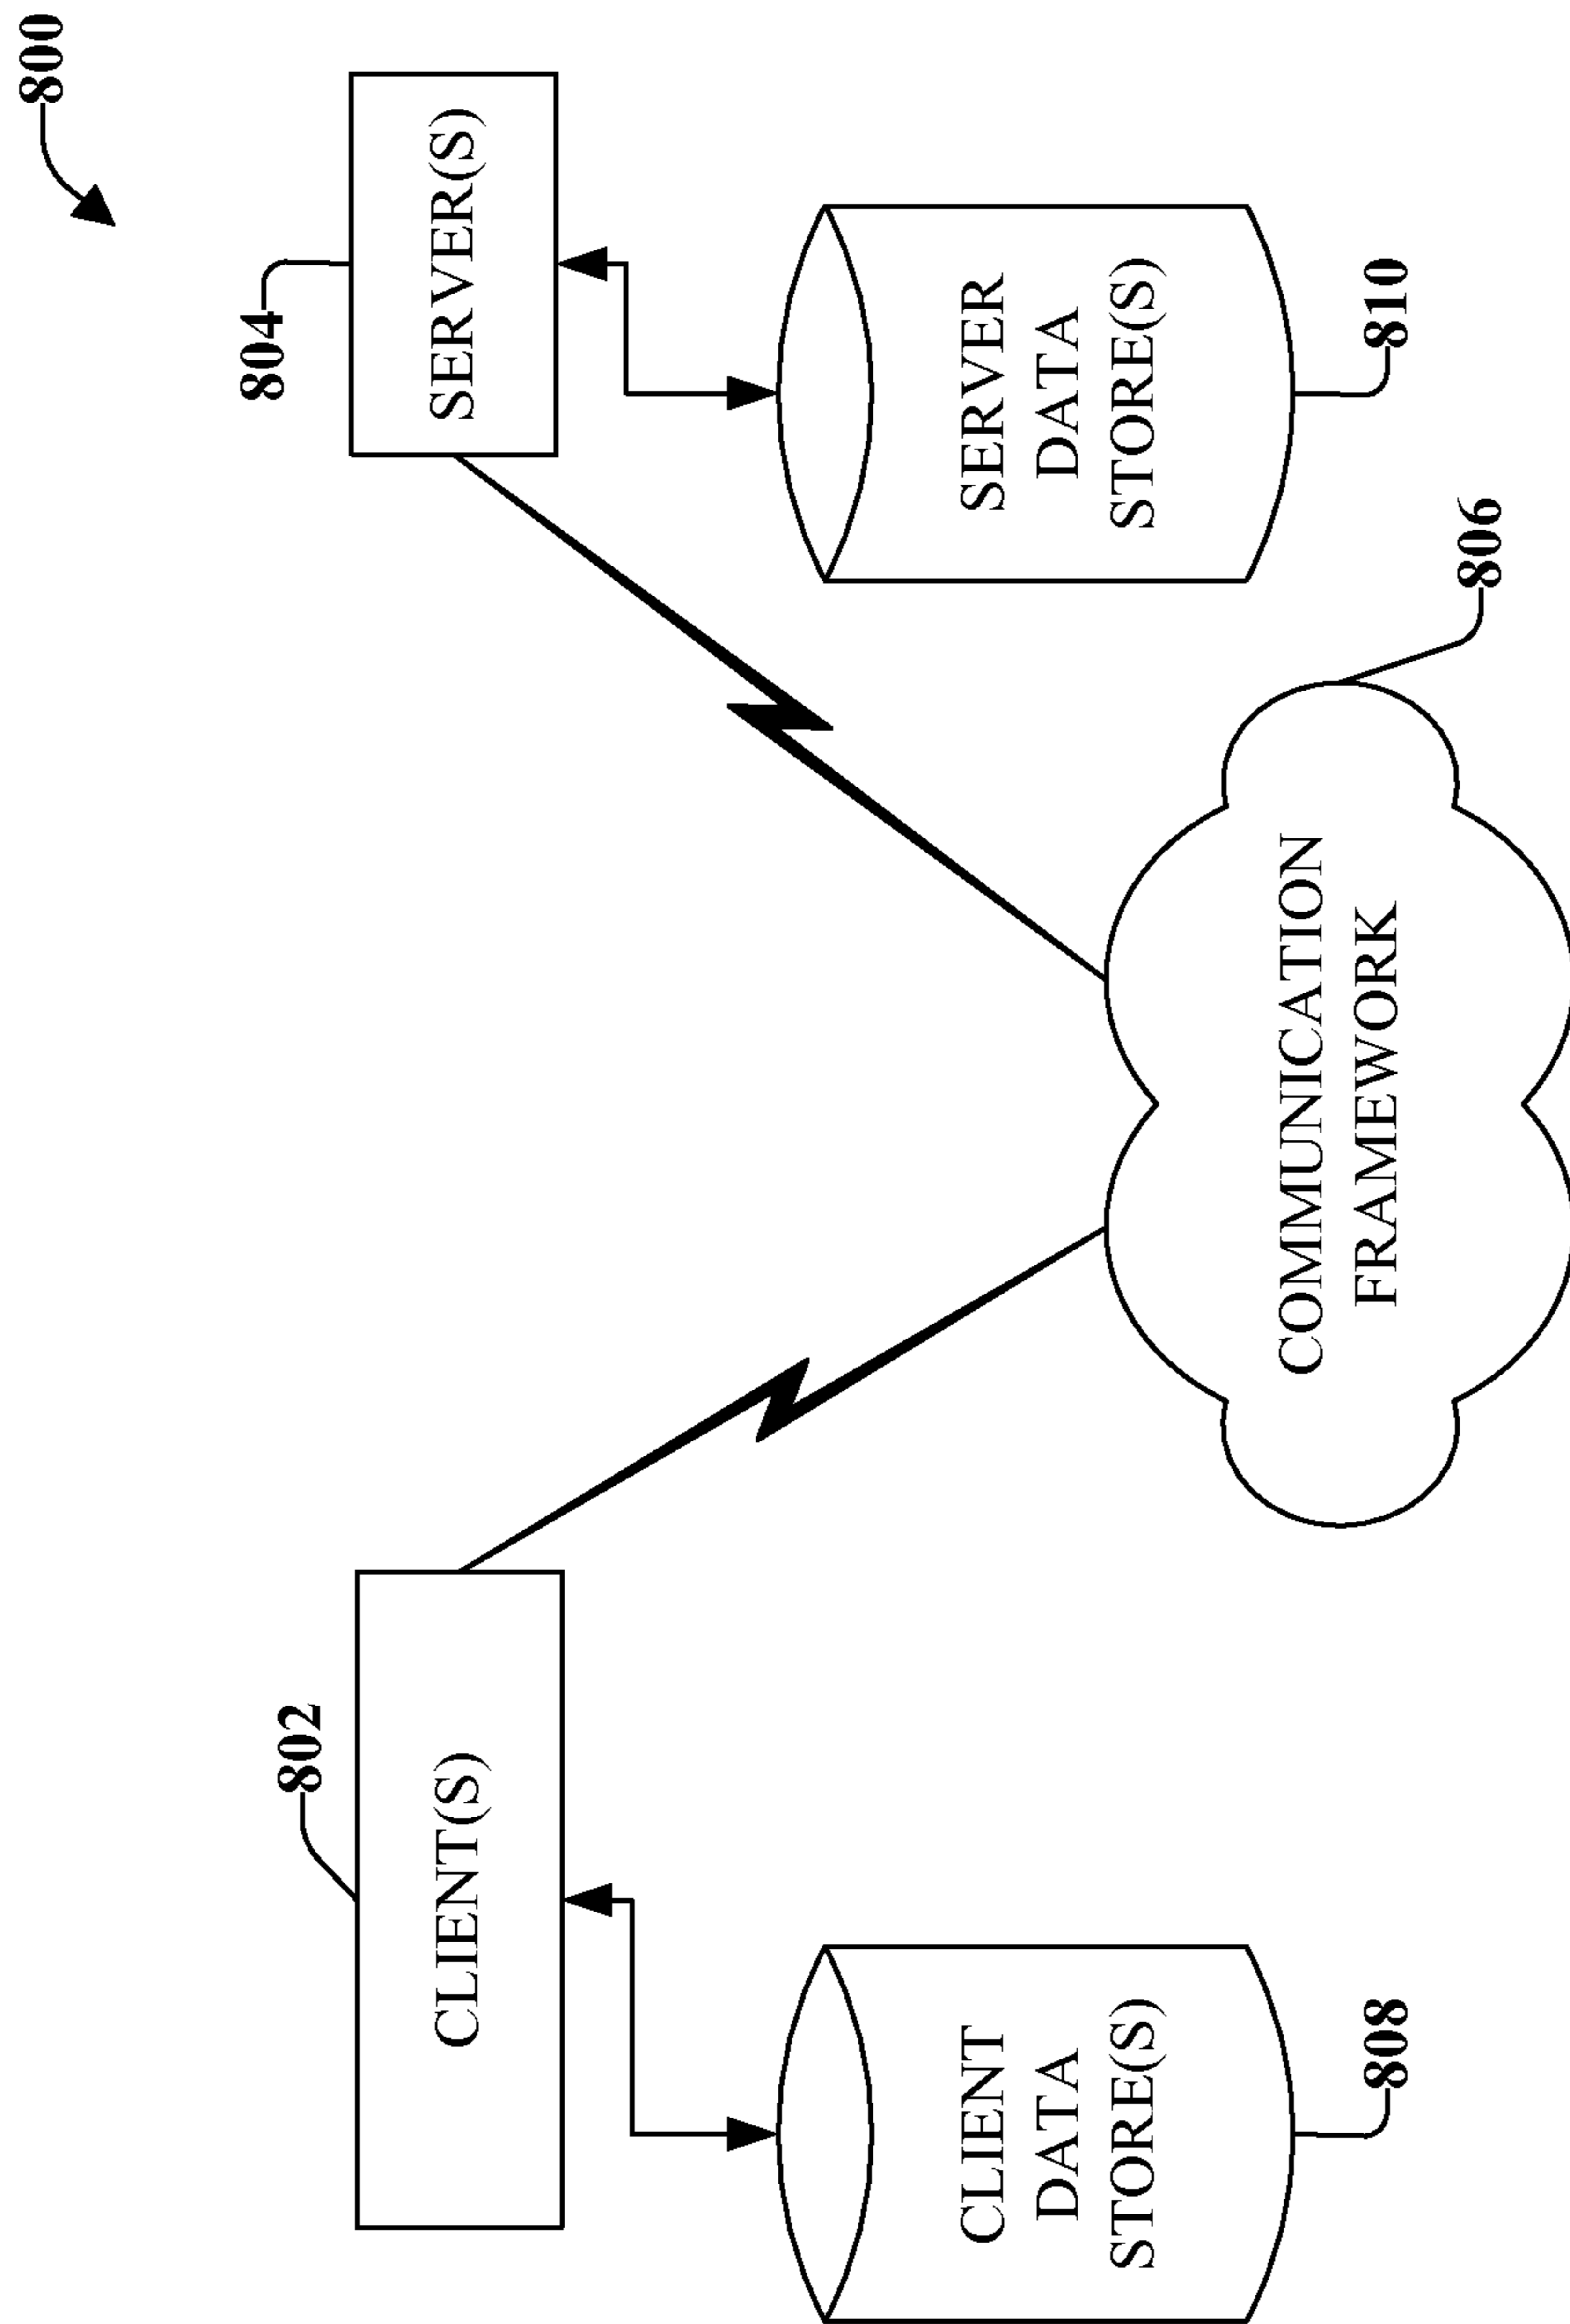 800
802
804
CLIENT(S)
SERVER(S)
CLIENT
DATA
STORE(S)
SERVER
DATA
STORE(S)
COMMUNICATION
FRAMEWORK
808
810
806